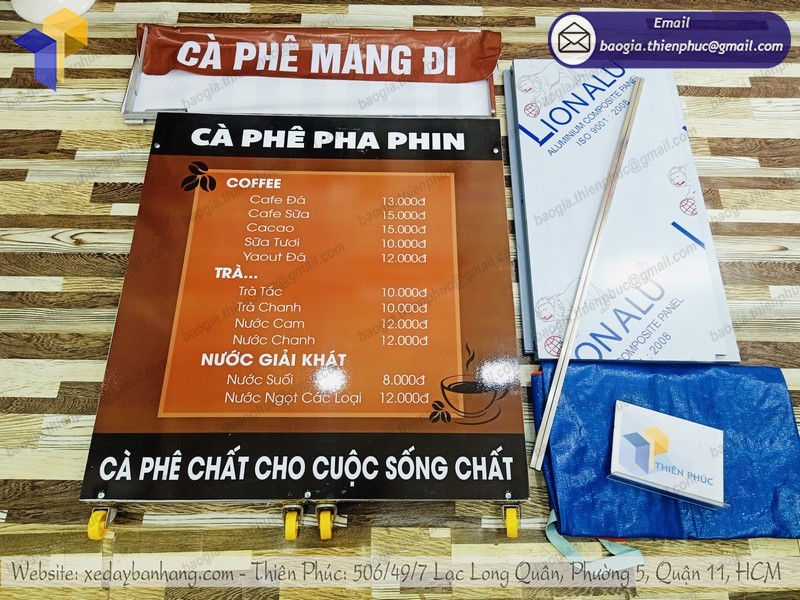 Email
baogia.thienphuc@gmail.com
CÀ PHÊ MANG ĐI
CÀ PHÊ PHA PHIN
COFFEE
Cafe Đá 13.000đ
Cafe Sữa 15.000đ
Cacao 15.000đ
Sữa Tươi 10.000đ
Yaout Đá 12.000đ
TRÀ...
Trà Tắc 10.000đ
Trà Chanh 10.000đ
Nước Cam 12.000đ
Nước Chanh 12.000đ
NƯỚC GIẢI KHÁT
Nước Suối 8.000đ
Nước Ngọt Các Loại 12.000đ
CÀ PHÊ CHẤT CHO CUỘC SỐNG CHẤT
LIONALU
ALUMINIUM COMPOSITE PANEL
ISO 9001 : 2008
ONALU
COMPOSITE PANEL
: 2008
THIÊN PHÚC
baogia.thienphuc@gmail.com
Website: xedaybanhang.com - Thiên Phúc: 506/49/7 Lạc Long Quân, Phường 5, Quận 11, HCM